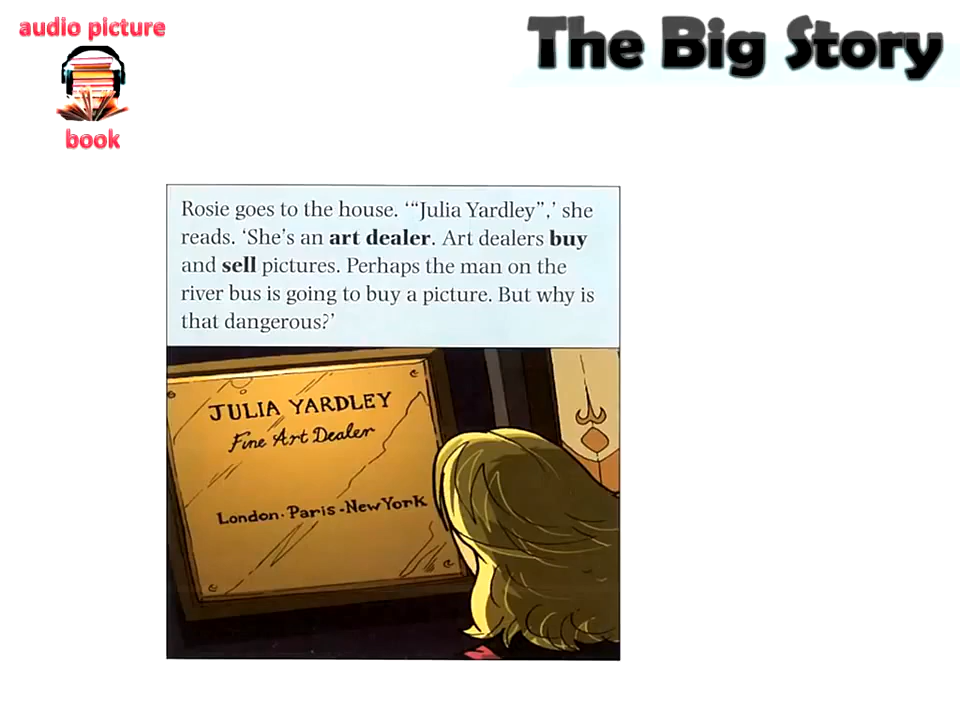 audio picture
book
The Big Story
Rosie goes to the house. ‘“Julia Yardley”,’ she
reads. ‘She’s an art dealer. Art dealers buy
and sell pictures. Perhaps the man on the
river bus is going to buy a picture. But why is
that dangerous?’
JULIA YARDLEY
Fine Art Dealer
London · Paris - New York